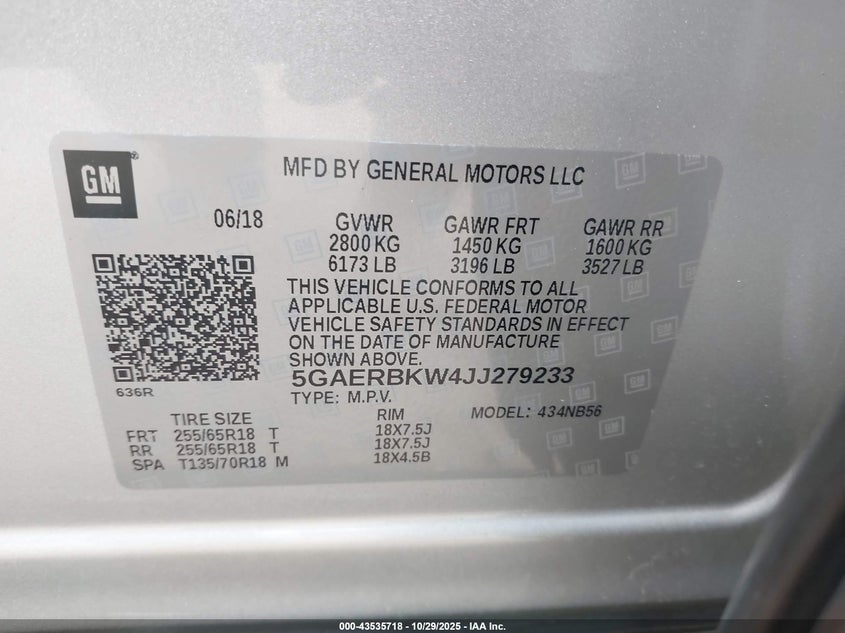 GM
MFD BY GENERAL MOTORS LLC
06/18 GVWR GAWR FRT GAWR RR
2800 KG 1450 KG 1600 KG
6173 LB 3196 LB 3527 LB
THIS VEHICLE CONFORMS TO ALL
APPLICABLE U.S. FEDERAL MOTOR
VEHICLE SAFETY STANDARDS IN EFFECT
ON THE DATE OF MANUFACTURE
SHOWN ABOVE.
5GAERBKW4JJ279233
636R
TYPE: M.P.V.
TIRE SIZE RIM MODEL: 434NB56
FRT 255/65R18 T 18X7.5J
RR 255/65R18 T 18X7.5J
SPA T135/70R18 M 18X4.5B
000-43535718 - 10/29/2025 - IAA Inc.